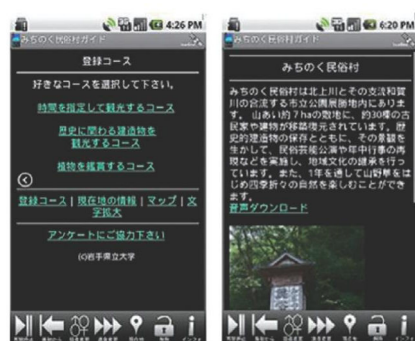 4:26 PM
みちのく民俗村ガイド
登録コース
好きなコースを選択して下さい。
時間を指定して観光するコース
歴史に関わる建造物を
観光するコース
植物を鑑賞するコース
登録コース | 現在地の情報 | マップ | 文
字拡大
アンケートにご協力下さい
(C)岩手県立大学
6:20 PM
みちのく民俗村ガイド
みちのく民俗村
みちのく民俗村は北上川とその支流和賀
川の合流する市立公園展勝地内にありま
す。山あい約７haの敷地に、約30棟の古
民家や建物が移築復元されています。歴
史的建造物の保存とともに、その景観を
生かして、民俗芸能公演や年中行事の再
現などを実施し、地域文化の継承を行っ
ています。また、1年を通して山野草をは
じめ四季折々の自然を楽しむことができ
ます。
音声ダウンロード